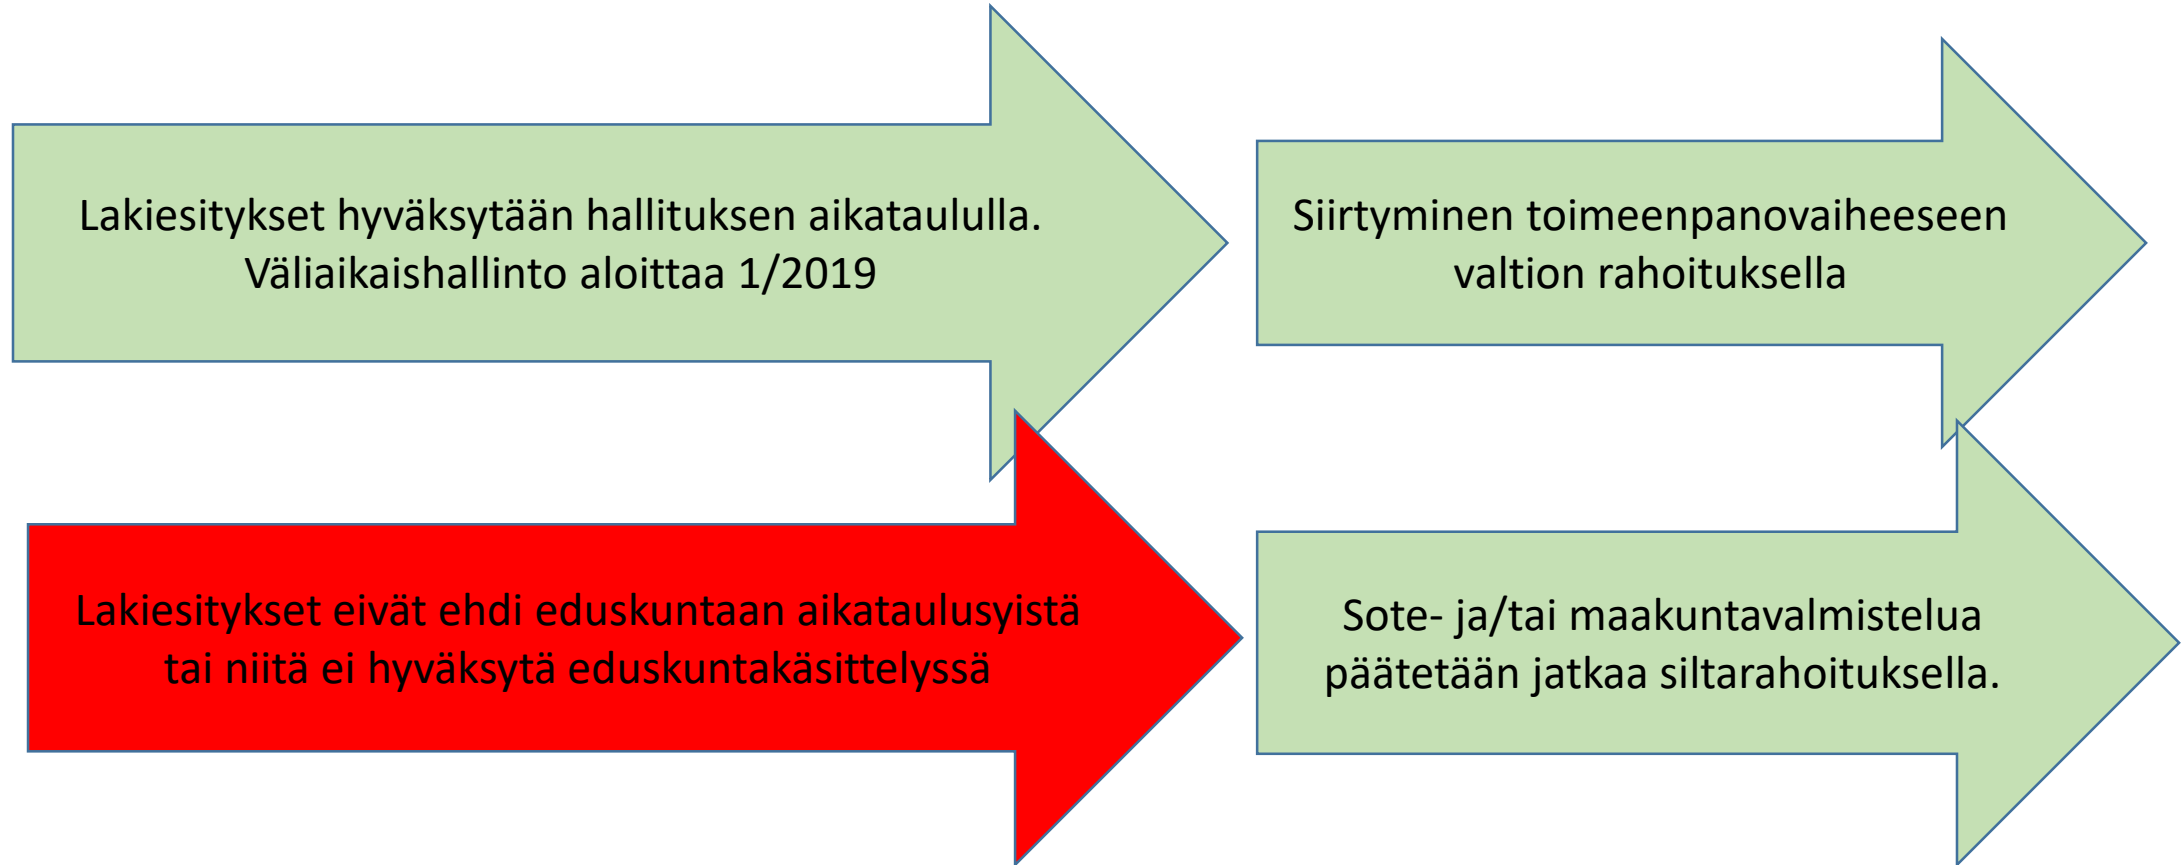 Lakiesitykset hyväksytään hallituksen aikataululla.
Väliaikaishallinto aloittaa 1/2019
Siirtyminen toimeenpanovaiheeseen
valtion rahoituksella
Lakiesitykset eivät ehdi eduskuntaan aikataulusyistä
tai niitä ei hyväksytä eduskuntakäsittelyssä
Sote- ja/tai maakuntavalmistelua
päätetään jatkaa siltarahoituksella.